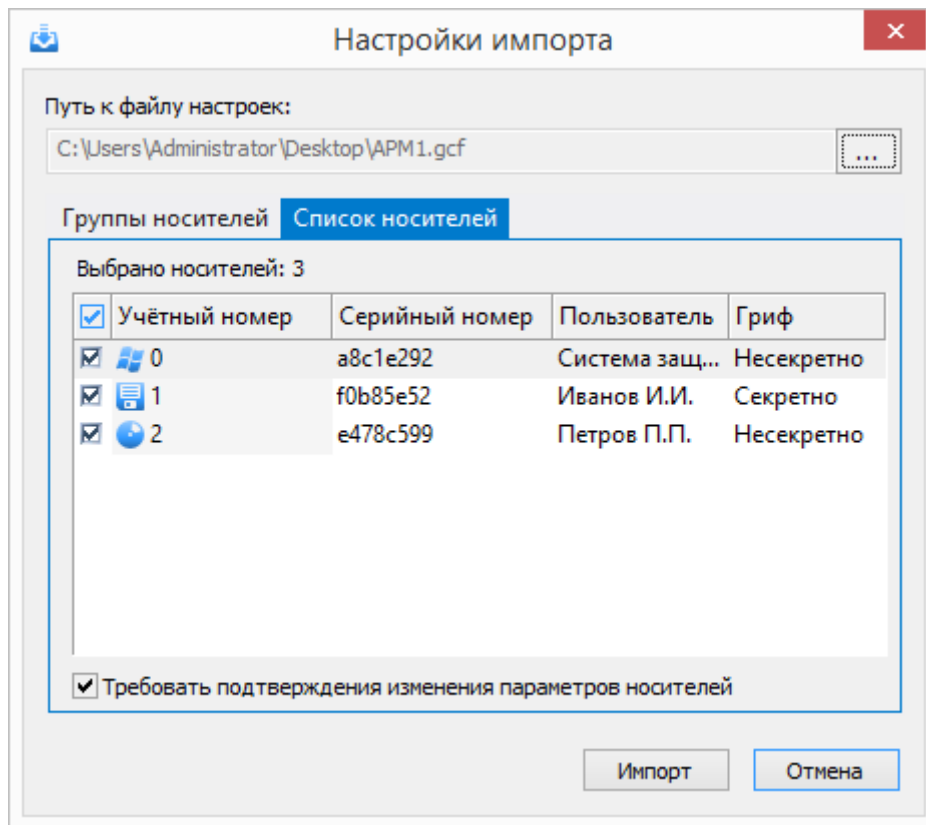 Настройки импорта
Путь к файлу настроек:
C:\Users\Administrator\Desktop\APM1.gcf ...
Группы носителей Список носителей
Выбрано носителей: 3
Учётный номер Серийный номер Пользователь Гриф
0 a8c1e292 Система защ... Несекретно
1 f0b85e52 Иванов И.И. Секретно
2 e478c599 Петров П.П. Несекретно
Требовать подтверждения изменения параметров носителей
Импорт Отмена